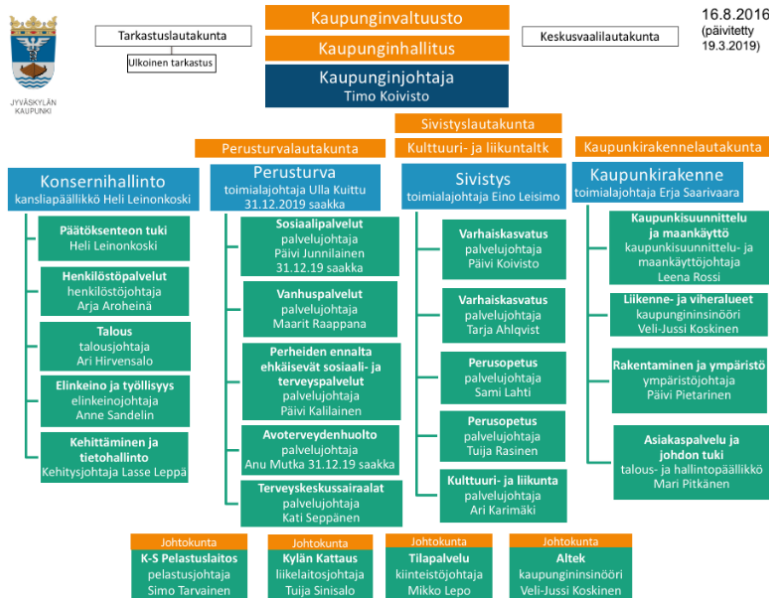 JYVÄSKYLÄN
KAUPUNKI
Tarkastuslautakunta
Ulkoinen tarkastus
Kaupunginvaltuusto
Kaupunginhallitus
Kaupunginjohtaja
Timo Koivisto
Keskusvaalilautakunta
16.8.2016
(päivitetty
19.3.2019)
Konsernihallinto
kansliapäällikkö Heli Leinonkoski
Päätöksenteon tuki
Heli Leinonkoski
Henkilöstöpalvelut
henkilöstöjohtaja
Arja Aroheinä
Talous
talousjohtaja
Ari Hirvensalo
Elinkeino ja työllisyys
elinkeinojohtaja
Anne Sandelin
Kehittäminen ja
tietohallinto
Kehitysjohtaja Lasse Leppä
Perusturvalautakunta
Perusturva
toimialajohtaja Ulla Kuittu
31.12.2019 saakka
Sosiaalipalvelut
palvelujohtaja
Päivi Junnilainen
31.12.19 saakka
Vanhuspalvelut
palvelujohtaja
Maarit Raappana
Perheiden ennalta
ehkäisevät sosiaali- ja
terveyspalvelut
palvelujohtaja
Päivi Kalilainen
Avoterveydenhuolto
palvelujohtaja
Anu Mutka 31.12.19 saakka
Terveyskeskussairaalat
palvelujohtaja
Kati Seppänen
Sivistyslautakunta
Kulttuuri- ja liikuntaltk
Sivistys
toimialajohtaja Eino Leisimo
Varhaiskasvatus
palvelujohtaja
Päivi Koivisto
Varhaiskasvatus
palvelujohtaja
Tarja Ahlqvist
Perusopetus
palvelujohtaja
Sami Lahti
Perusopetus
palvelujohtaja
Tuija Rasinen
Kulttuuri- ja liikunta
palvelujohtaja
Ari Karimäki
Kaupunkirakennelautakunta
Kaupunkirakenne
toimialajohtaja Erja Saarivaara
Kaupunkisuunnittelu
ja maankäyttö
kaupunkisuunnittelu- ja
maankäyttöjohtaja
Leena Rossi
Liikenne- ja viheralueet
kaupungininsinööri
Veli-Jussi Koskinen
Rakentaminen ja ympäristö
ympäristöjohtaja
Päivi Pietarinen
Asiakaspalvelu ja
johdon tuki
talous- ja hallintopäällikkö
Mari Pitkänen
Johtokunta
K-S Pelastuslaitos
pelastusjohtaja
Simo Tarvainen
Johtokunta
Kylän Kattaus
liikelaitosjohtaja
Tuija Sinisalo
Johtokunta
Tilapalvelu
kiinteistöjohtaja
Mikko Lepo
Johtokunta
Altek
kaupungininsinööri
Veli-Jussi Koskinen